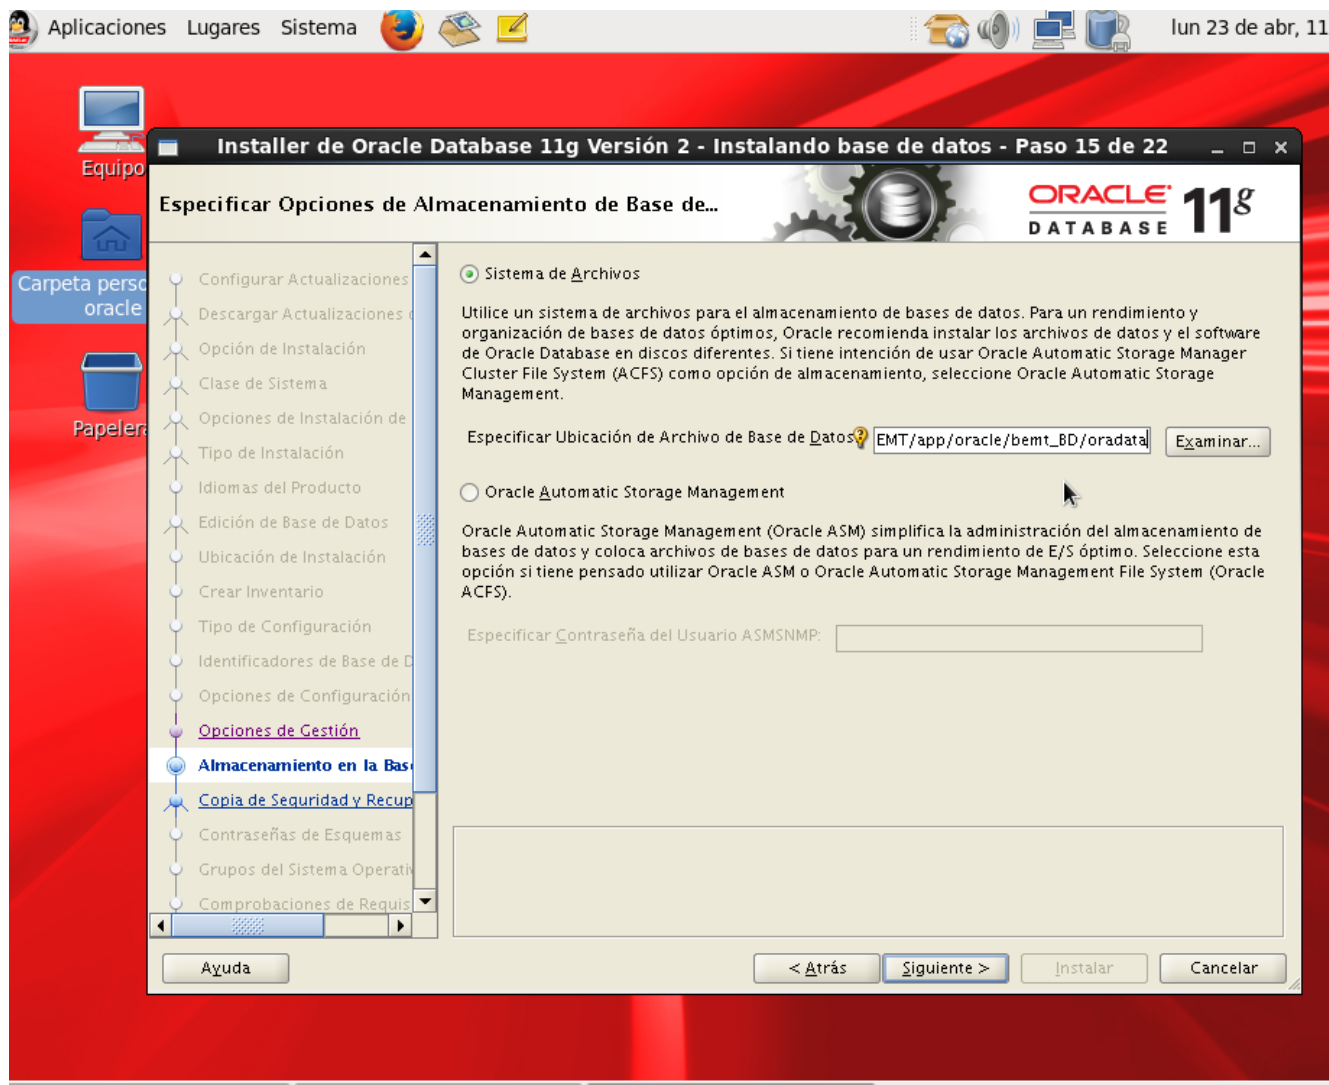 Aplicaciones Lugares Sistema
lun 23 de abr, 11
Equipo
Carpeta perso
oracle
Papelera
Installer de Oracle Database 11g Versión 2 - Instalando base de datos - Paso 15 de 22
Especificar Opciones de Almacenamiento de Base de...
ORACLE
DATABASE
11g
Configurar Actualizaciones
Descargar Actualizaciones
Opción de Instalación
Clase de Sistema
Opciones de Instalación de
Tipo de Instalación
Idiomas del Producto
Edición de Base de Datos
Ubicación de Instalación
Crear Inventario
Tipo de Configuración
Identificadores de Base de D
Opciones de Configuración
Opciones de Gestión
Almacenamiento en la Bas
Copia de Seguridad y Recup
Contraseñas de Esquemas
Grupos del Sistema Operativ
Comprobaciones de Requis
Sistema de Archivos
Utilice un sistema de archivos para el almacenamiento de bases de datos. Para un rendimiento y
organización de bases de datos óptimos, Oracle recomienda instalar los archivos de datos y el software
de Oracle Database en discos diferentes. Si tiene intención de usar Oracle Automatic Storage Manager
Cluster File System (ACFS) como opción de almacenamiento, seleccione Oracle Automatic Storage
Management.
Especificar Ubicación de Archivo de Base de Datos
EMT/app/oracle/bemt_BD/oradata
Examinar...
Oracle Automatic Storage Management
Oracle Automatic Storage Management (Oracle ASM) simplifica la administración del almacenamiento de
bases de datos y coloca archivos de bases de datos para un rendimiento de E/S óptimo. Seleccione esta
opción si tiene pensado utilizar Oracle ASM o Oracle Automatic Storage Management File System (Oracle
ACFS).
Especificar Contraseña del Usuario ASMSNMP:
Ayuda
< Atrás
Siguiente >
Instalar
Cancelar